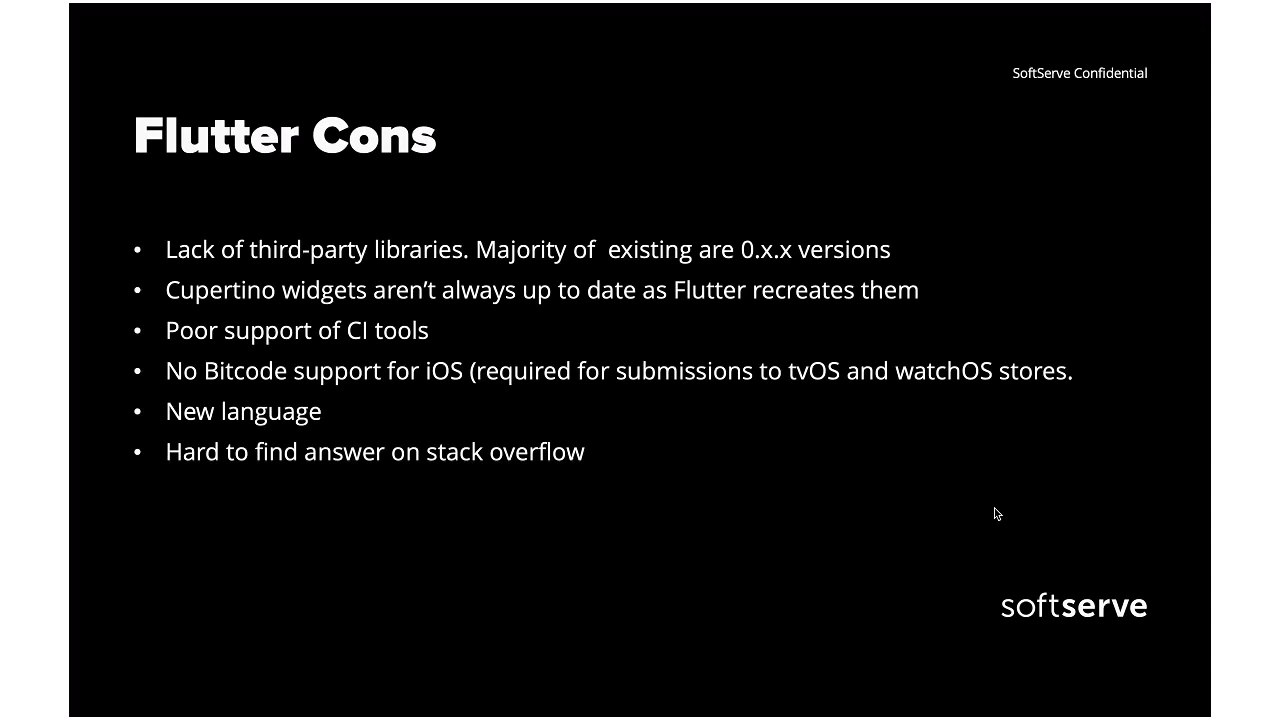 SoftServe Confidential
Flutter Cons
• Lack of third-party libraries. Majority of  existing are 0.x.x versions
• Cupertino widgets aren’t always up to date as Flutter recreates them
• Poor support of CI tools
• No Bitcode support for iOS (required for submissions to tvOS and watchOS stores.
• New language
• Hard to find answer on stack overflow
softserve